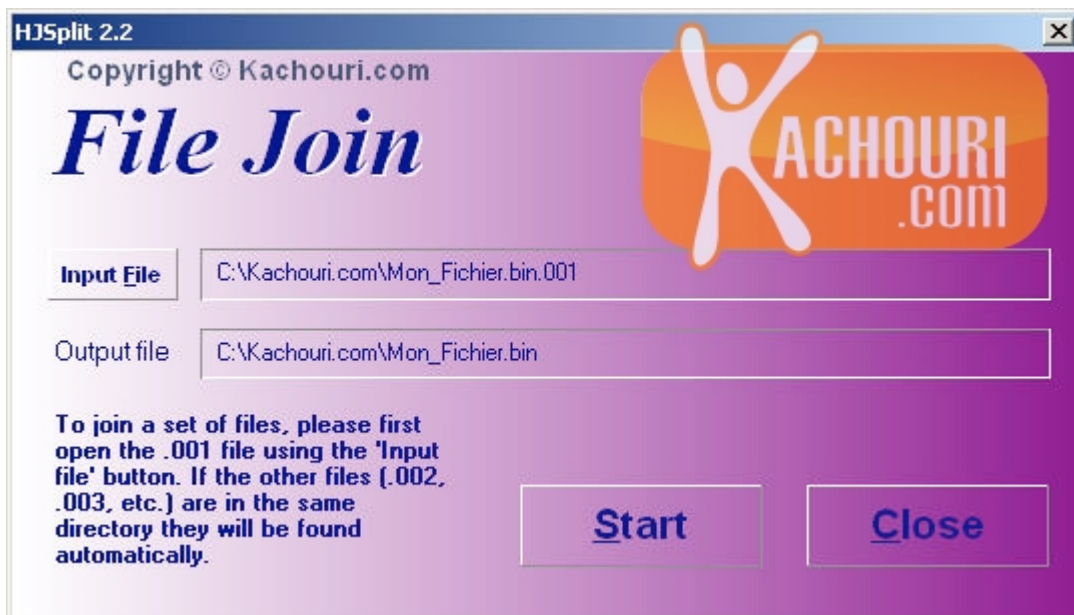 HJSplit 2.2
Copyright © Kachouri.com
File Join
KACHOURI
.com
Input File
C:\Kachouri.com\Mon_Fichier.bin.001
Output file
C:\Kachouri.com\Mon_Fichier.bin
To join a set of files, please first
open the .001 file using the 'Input
file' button. If the other files (.002,
.003, etc.) are in the same
directory they will be found
automatically.
Start
Close